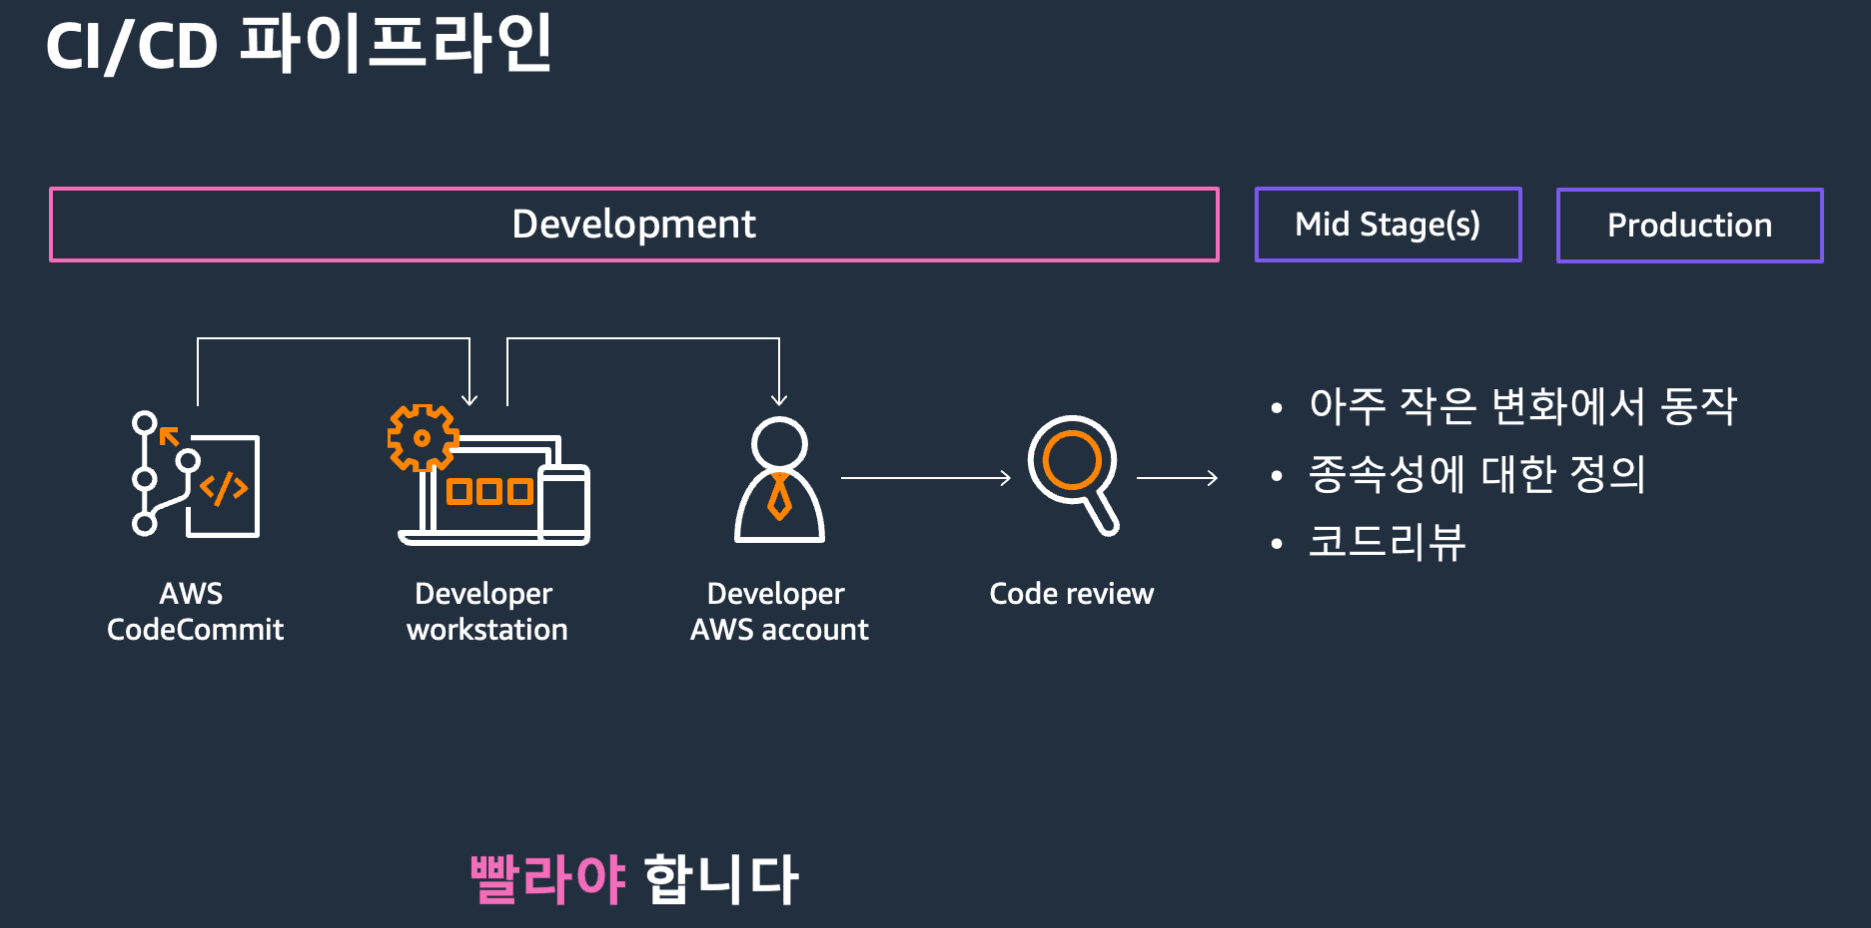 CI/CD 파이프라인
Development
Mid Stage(s)
Production
</>
AWS
CodeCommit
Developer
workstation
Developer
AWS account
Code review
• 아주 작은 변화에서 동작
• 종속성에 대한 정의
• 코드리뷰
빨라야 합니다